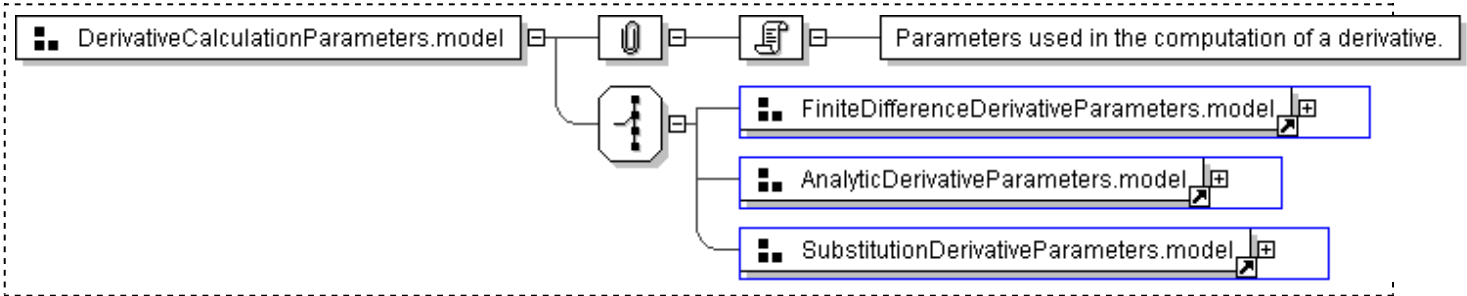 DerivativeCalculationParameters.model
Parameters used in the computation of a derivative.
FiniteDifferenceDerivativeParameters.model
AnalyticDerivativeParameters.model
SubstitutionDerivativeParameters.model